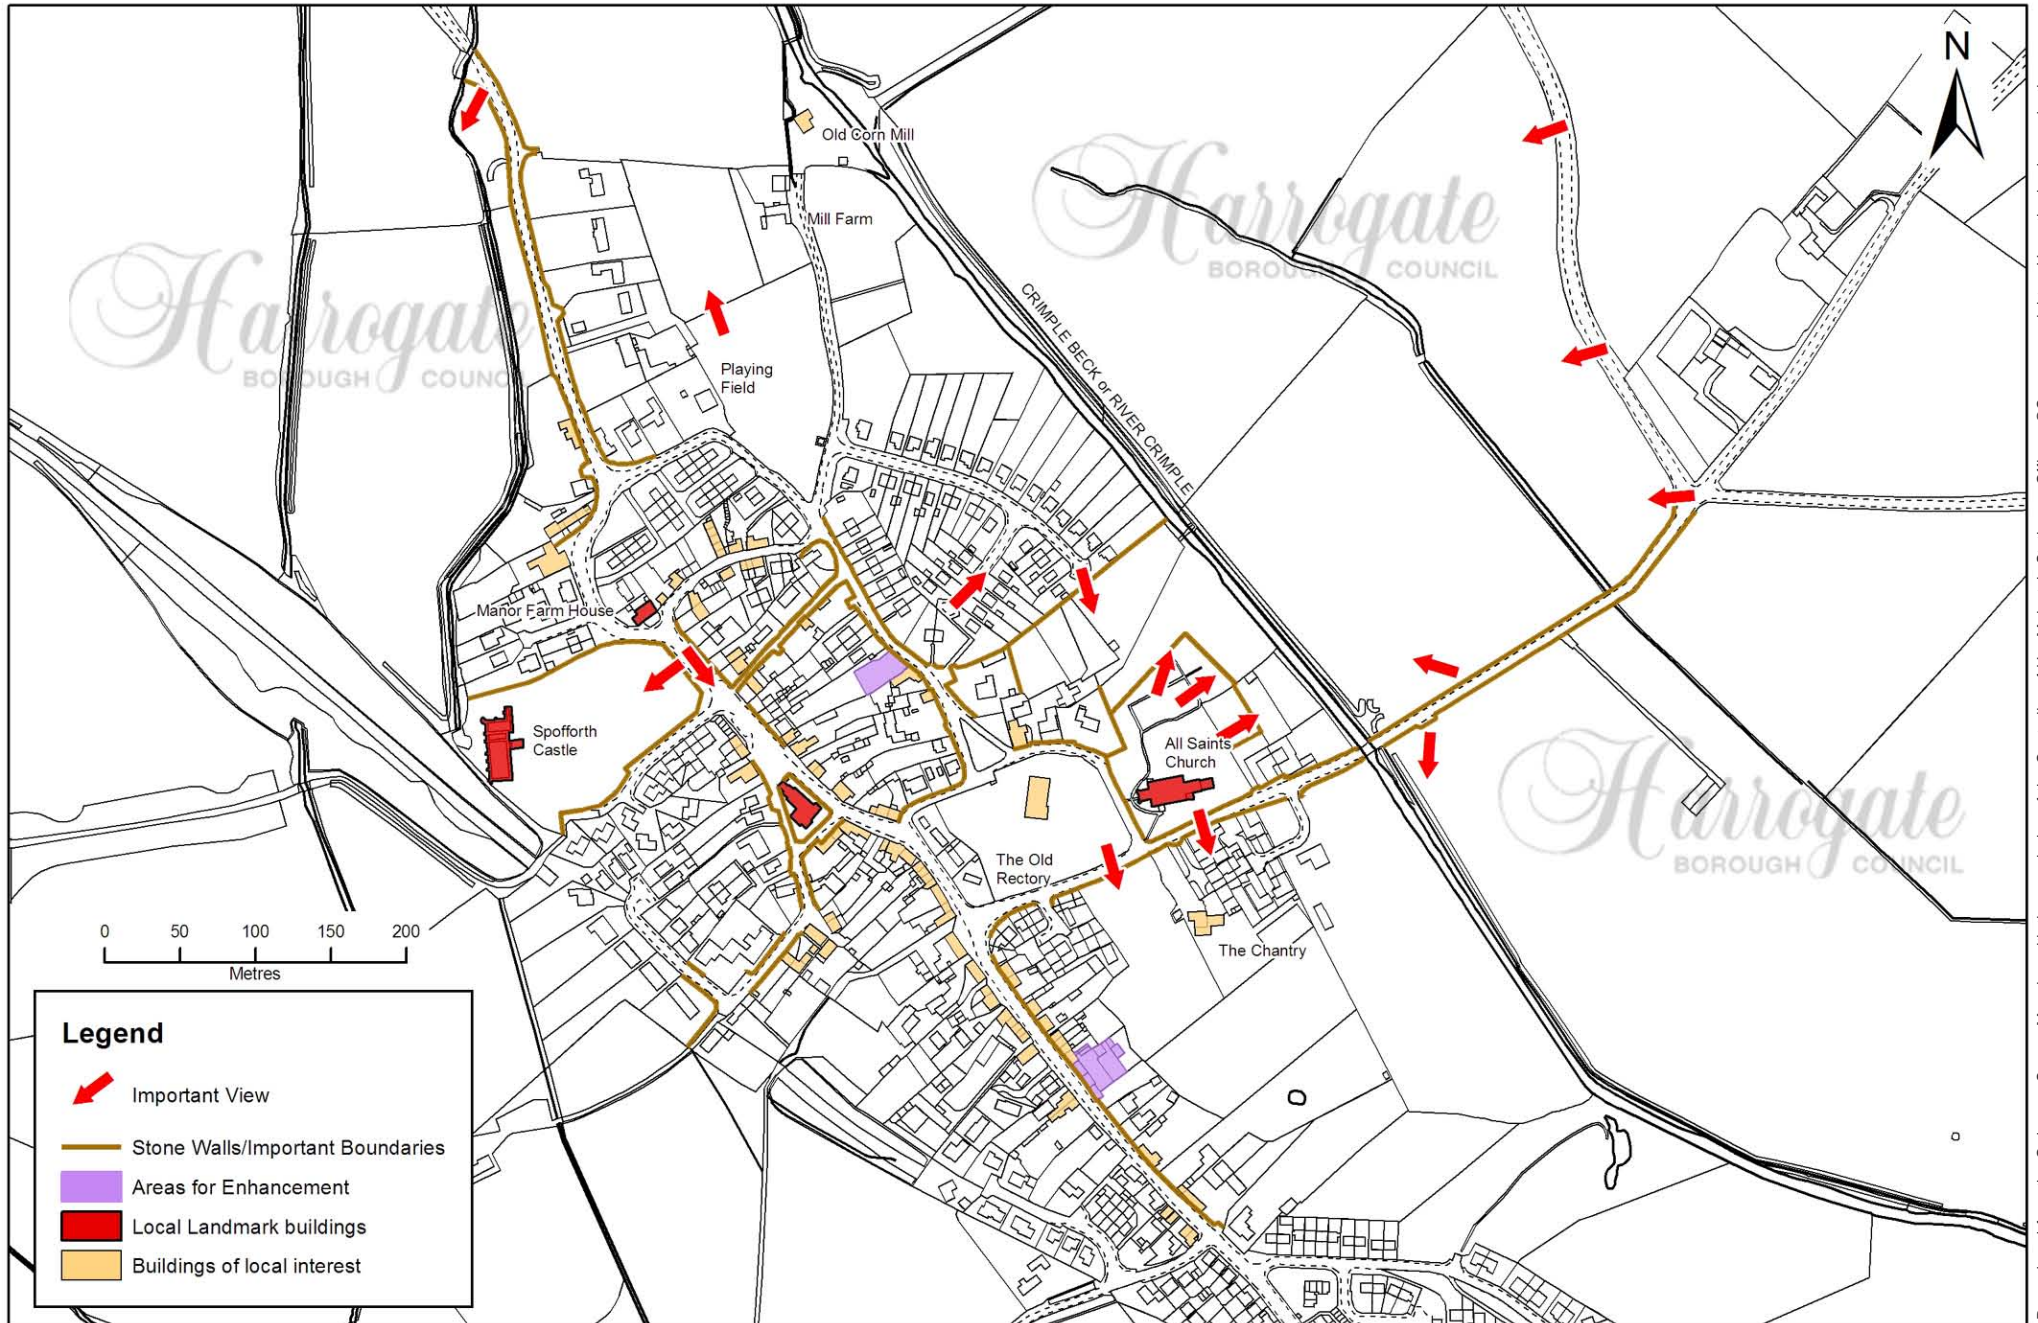 N
Old Corn Mill
Mill Farm
Harrogate
BOROUGH COUNCIL
Harrogate
BOROUGH COUNCIL
CRIMPLE BECK or RIVER CRIMPLE
Playing
Field
Manor Farm House
Spofforth
Castle
All Saints
Church
Harrogate
BOROUGH COUNCIL
The Old
Rectory
The Chantry
0 50 100 150 200
Metres
Legend
Important View
Stone Walls/Important Boundaries
Areas for Enhancement
Local Landmark buildings
Buildings of local interest